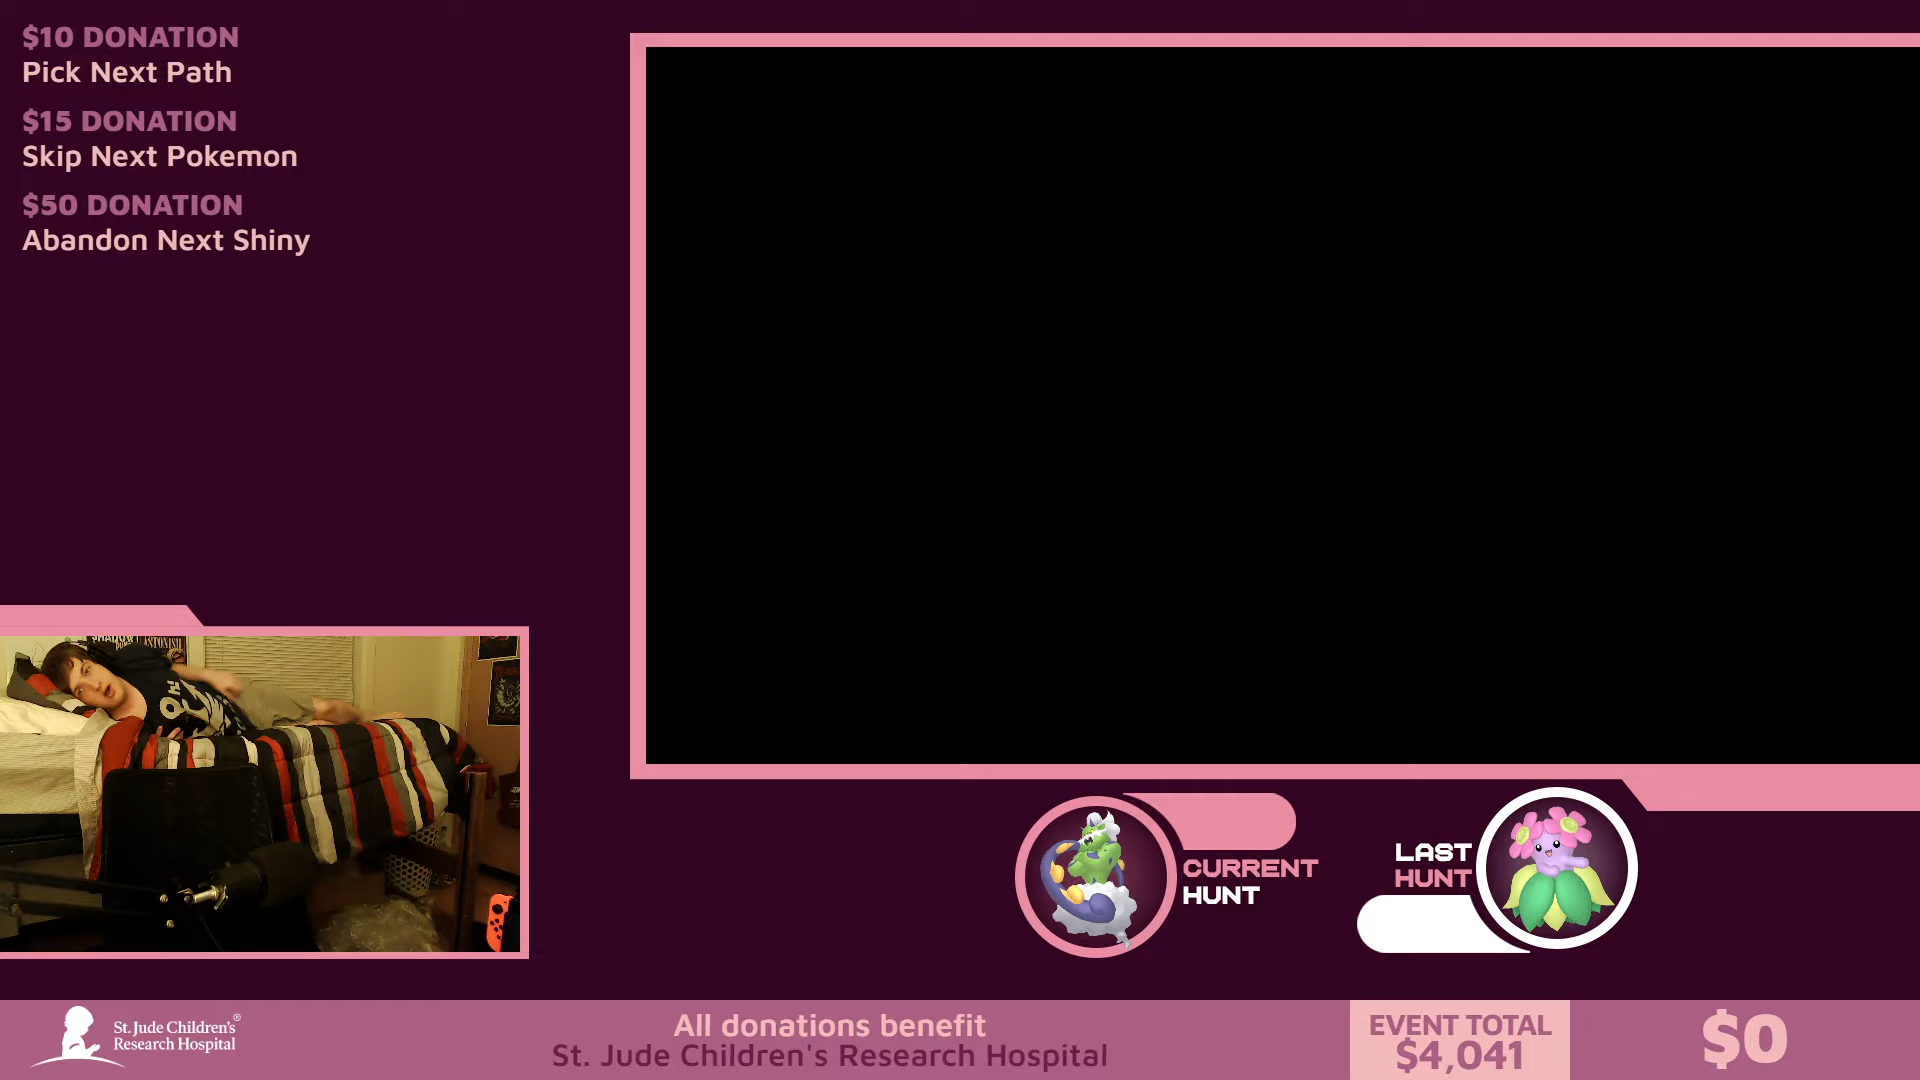 $10 DONATION
Pick Next Path
$15 DONATION
Skip Next Pokemon
$50 DONATION
Abandon Next Shiny
CURRENT
HUNT
LAST
HUNT
St. Jude Children's®
Research Hospital
All donations benefit
St. Jude Children's Research Hospital
EVENT TOTAL
$4,041
$0